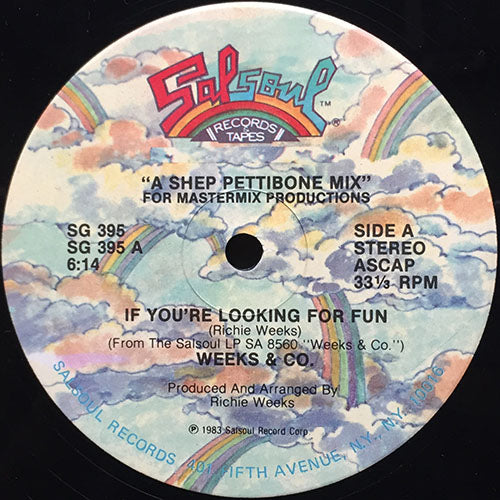 Salsoul
TM
®
RECORDS & TAPES
"A SHEP PETTIBONE MIX"
FOR MASTERMIX PRODUCTIONS
SG 395
SG 395 A
6:14
SIDE A
STEREO
ASCAP
33⅓ RPM
IF YOU'RE LOOKING FOR FUN
(Richie Weeks)
(From The Salsoul LP SA 8560 "Weeks & Co.")
WEEKS & CO.
Produced And Arranged By
Richie Weeks
℗ 1983 Salsoul Record Corp
SALSOUL RECORDS, 401 FIFTH AVENUE, N.Y., N.Y. 10016